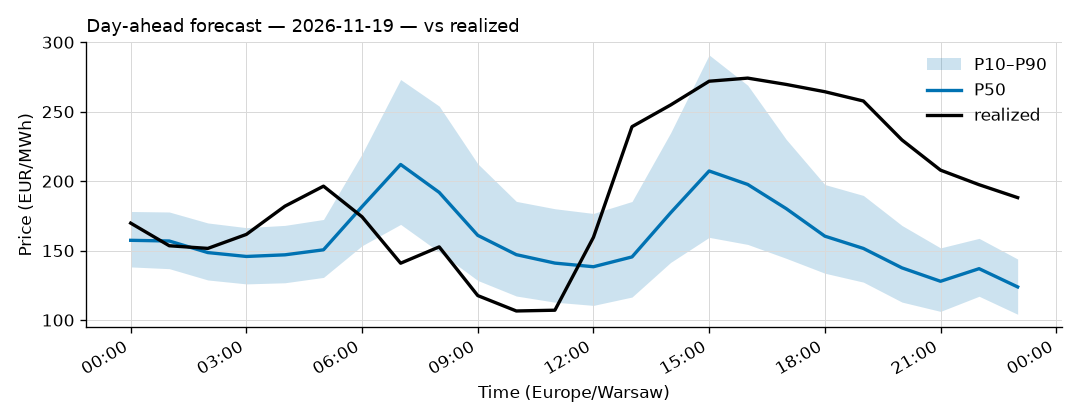 Day-ahead forecast — 2026-11-19 — vs realized
Price (EUR/MWh)
300
250
200
150
100
P10–P90
P50
realized
00:00
03:00
06:00
09:00
12:00
15:00
18:00
21:00
00:00
Time (Europe/Warsaw)